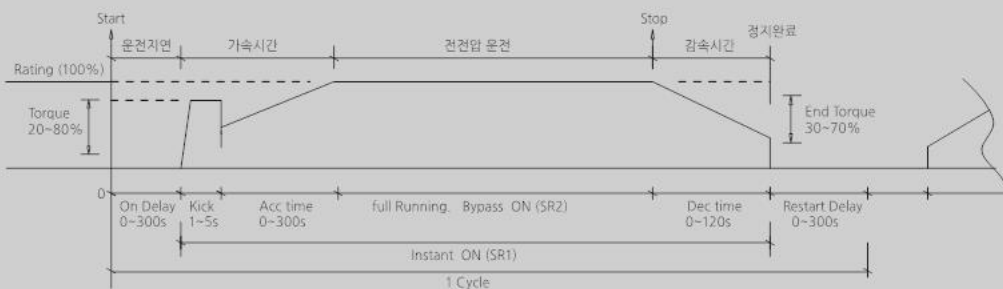 Start
Stop
정지완료
운전지연
가속시간
전전압 운전
감속시간
Rating (100%)
Torque
20~80%
End Torque
30~70%
0
On Delay
0~300s
Kick
1~5s
Acc time
0~300s
full Running. Bypass ON (SR2)
Dec time
0~120s
Restart Delay
0~300s
Instant ON (SR1)
1 Cycle